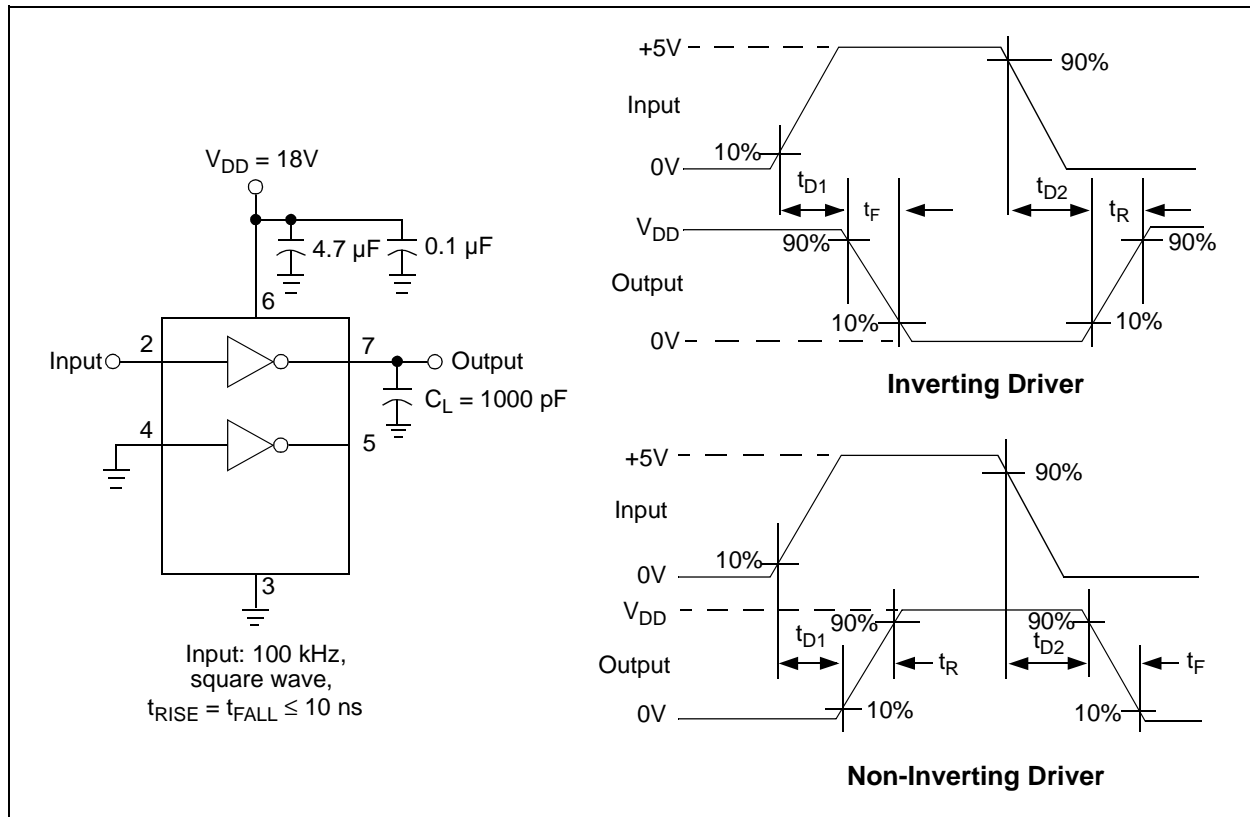 V_DD = 18V
4.7 µF
0.1 µF
6
Input
2
7
Output
C_L = 1000 pF
4
5
3
Input: 100 kHz,
square wave,
t_RISE = t_FALL ≤ 10 ns
+5V
90%
Input
10%
0V
t_D1
t_F
t_D2
t_R
V_DD
90%
90%
Output
10%
10%
0V
Inverting Driver
+5V
90%
Input
10%
0V
V_DD
t_D1
90%
90%
Output
t_R
t_D2
t_F
0V
10%
10%
Non-Inverting Driver